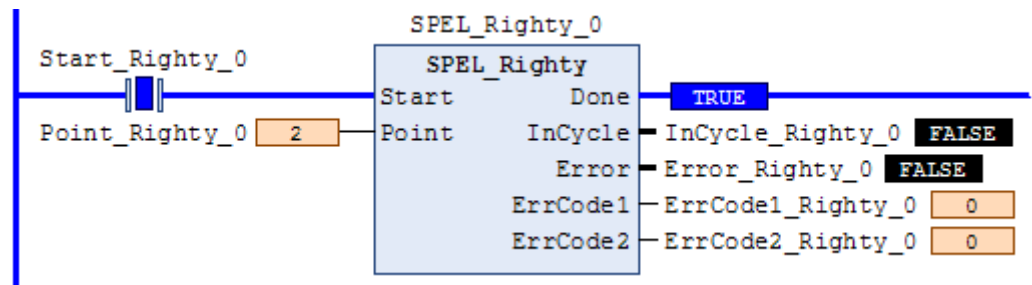 SPEL_Righty_0
Start_Righty_0
SPEL_Righty
Start Done TRUE
Point_Righty_0 2 Point InCycle InCycle_Righty_0 FALSE
Error Error_Righty_0 FALSE
ErrCode1 ErrCode1_Righty_0 0
ErrCode2 ErrCode2_Righty_0 0